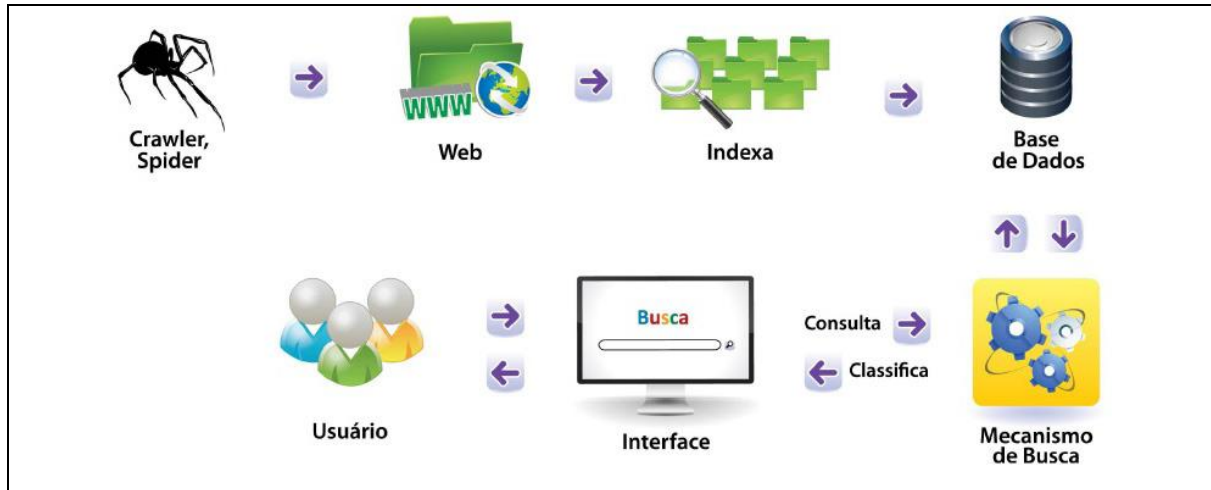 WWW
Crawler,
Spider
Web
Indexa
Base
de Dados
Busca
Consulta
Classifica
Usuário
Interface
Mecanismo
de Busca